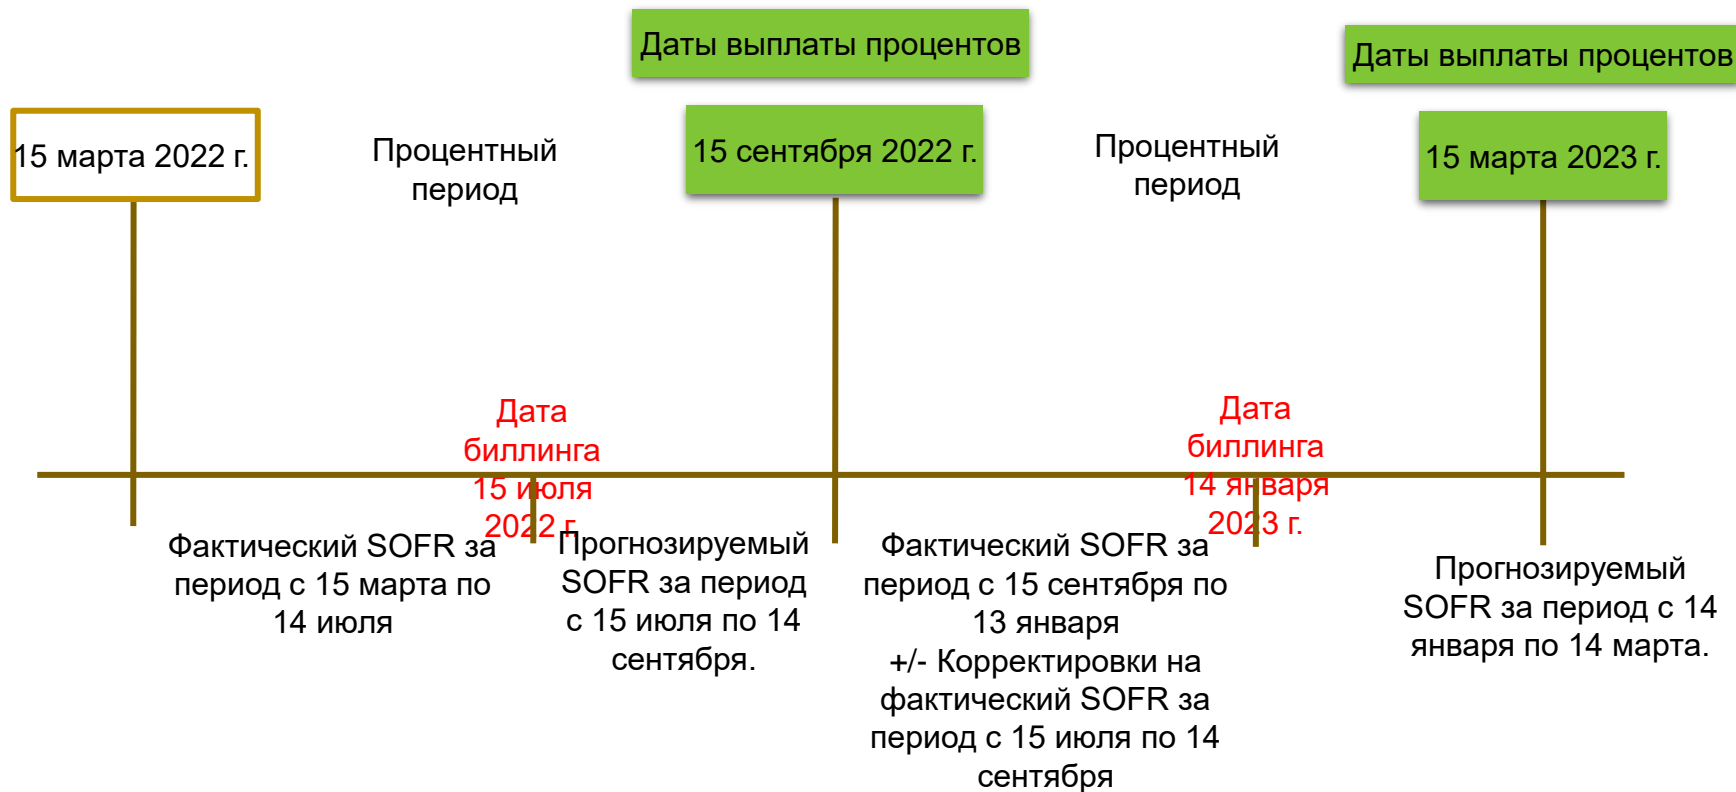 Даты выплаты процентов
Даты выплаты процентов
15 марта 2022 г.
Процентный
период
15 сентября 2022 г.
Процентный
период
15 марта 2023 г.
Дата
биллинга
15 июля
2022 г.
Дата
биллинга
14 января
2023 г.
Фактический SOFR за
период с 15 марта по
14 июля
Прогнозируемый
SOFR за период
с 15 июля по 14
сентября.
Фактический SOFR за
период с 15 сентября по
13 января
+/- Корректировки на
фактический SOFR за
период с 15 июля по 14
сентября
Прогнозируемый
SOFR за период с 14
января по 14 марта.